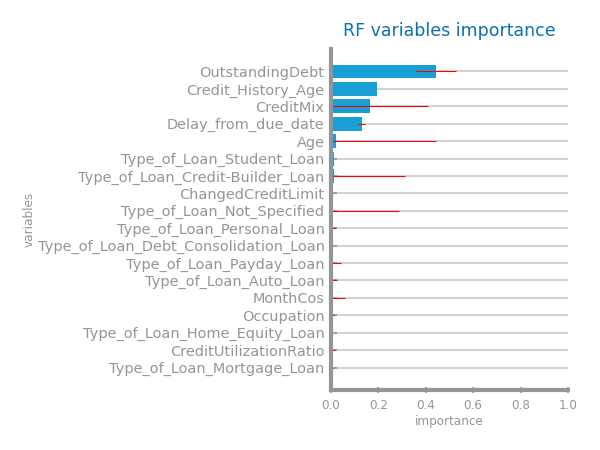 RF variables importance
OutstandingDebt
Credit_History_Age
CreditMix
Delay_from_due_date
Age
Type_of_Loan_Student_Loan
Type_of_Loan_Credit-Builder_Loan
ChangedCreditLimit
Type_of_Loan_Not_Specified
Type_of_Loan_Personal_Loan
Type_of_Loan_Debt_Consolidation_Loan
Type_of_Loan_Payday_Loan
Type_of_Loan_Auto_Loan
MonthCos
Occupation
Type_of_Loan_Home_Equity_Loan
CreditUtilizationRatio
Type_of_Loan_Mortgage_Loan
variables
0.0 0.2 0.4 0.6 0.8 1.0
importance